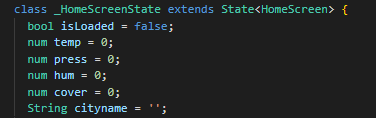 class _HomeScreenState extends State<HomeScreen> {
bool isLoaded = false;
num temp = 0;
num press = 0;
num hum = 0;
num cover = 0;
String cityname = '';